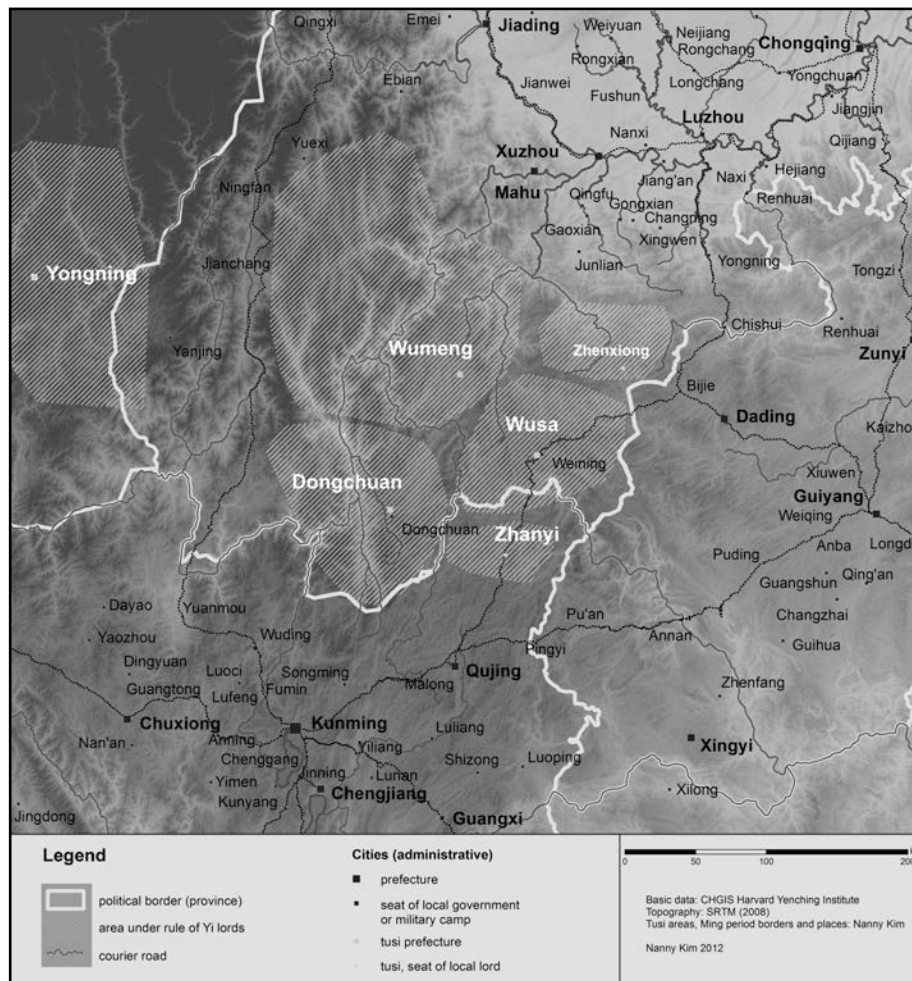 Qingxi
Emei
Jiading
Weiyuan
Neijiang
Rongchang
Chongqing
Rongxian
Ebian
Jianwei
Longchang
Yongchuan
Fushun
Jiangjin
Luzhou
Nanxi
Qijiang
Yuexi
Xuzhou
Mahu
Jiang'an
Naxi
Hejiang
Ningfan
Qingfu
Gongxian
Renhuai
Changning
Gaoxian
Xingwen
Jianchang
Junlian
Yongning
Yongning
Tongzi
Chishui
Renhuai
Yanjing
Wumeng
Zhenxiong
Zunyi
Bijie
Dading
Wusa
Kaizho
Weining
Xiuwen
Dongchuan
Guiyang
Weiqing
Dongchuan
Zhanyi
Anba
Longd
Puding
Guangshun
Qing'an
Dayao
Yuanmou
Changzhai
Pu'an
Yaozhou
Wuding
Annan
Guihua
Pingyi
Dingyuan
Luoci
Songming
Qujing
Guangtong
Lufeng
Fumin
Malong
Zhenfang
Chuxiong
Kunming
Luliang
Nan'an
Anning
Yiliang
Xingyi
Chenggang
Shizong
Luoping
Yimen
Jinning
Lunan
Kunyang
Chengjiang
Xilong
Jingdong
Guangxi
Legend
political border (province)
area under rule of Yi lords
courier road
Cities (administrative)
prefecture
seat of local government
or military camp
tusi prefecture
tusi, seat of local lord
0 50 100 200
Basic data: CHGIS Harvard Yenching Institute
Topography: SRTM (2008)
Tusi areas, Ming period borders and places: Nanny Kim
Nanny Kim 2012